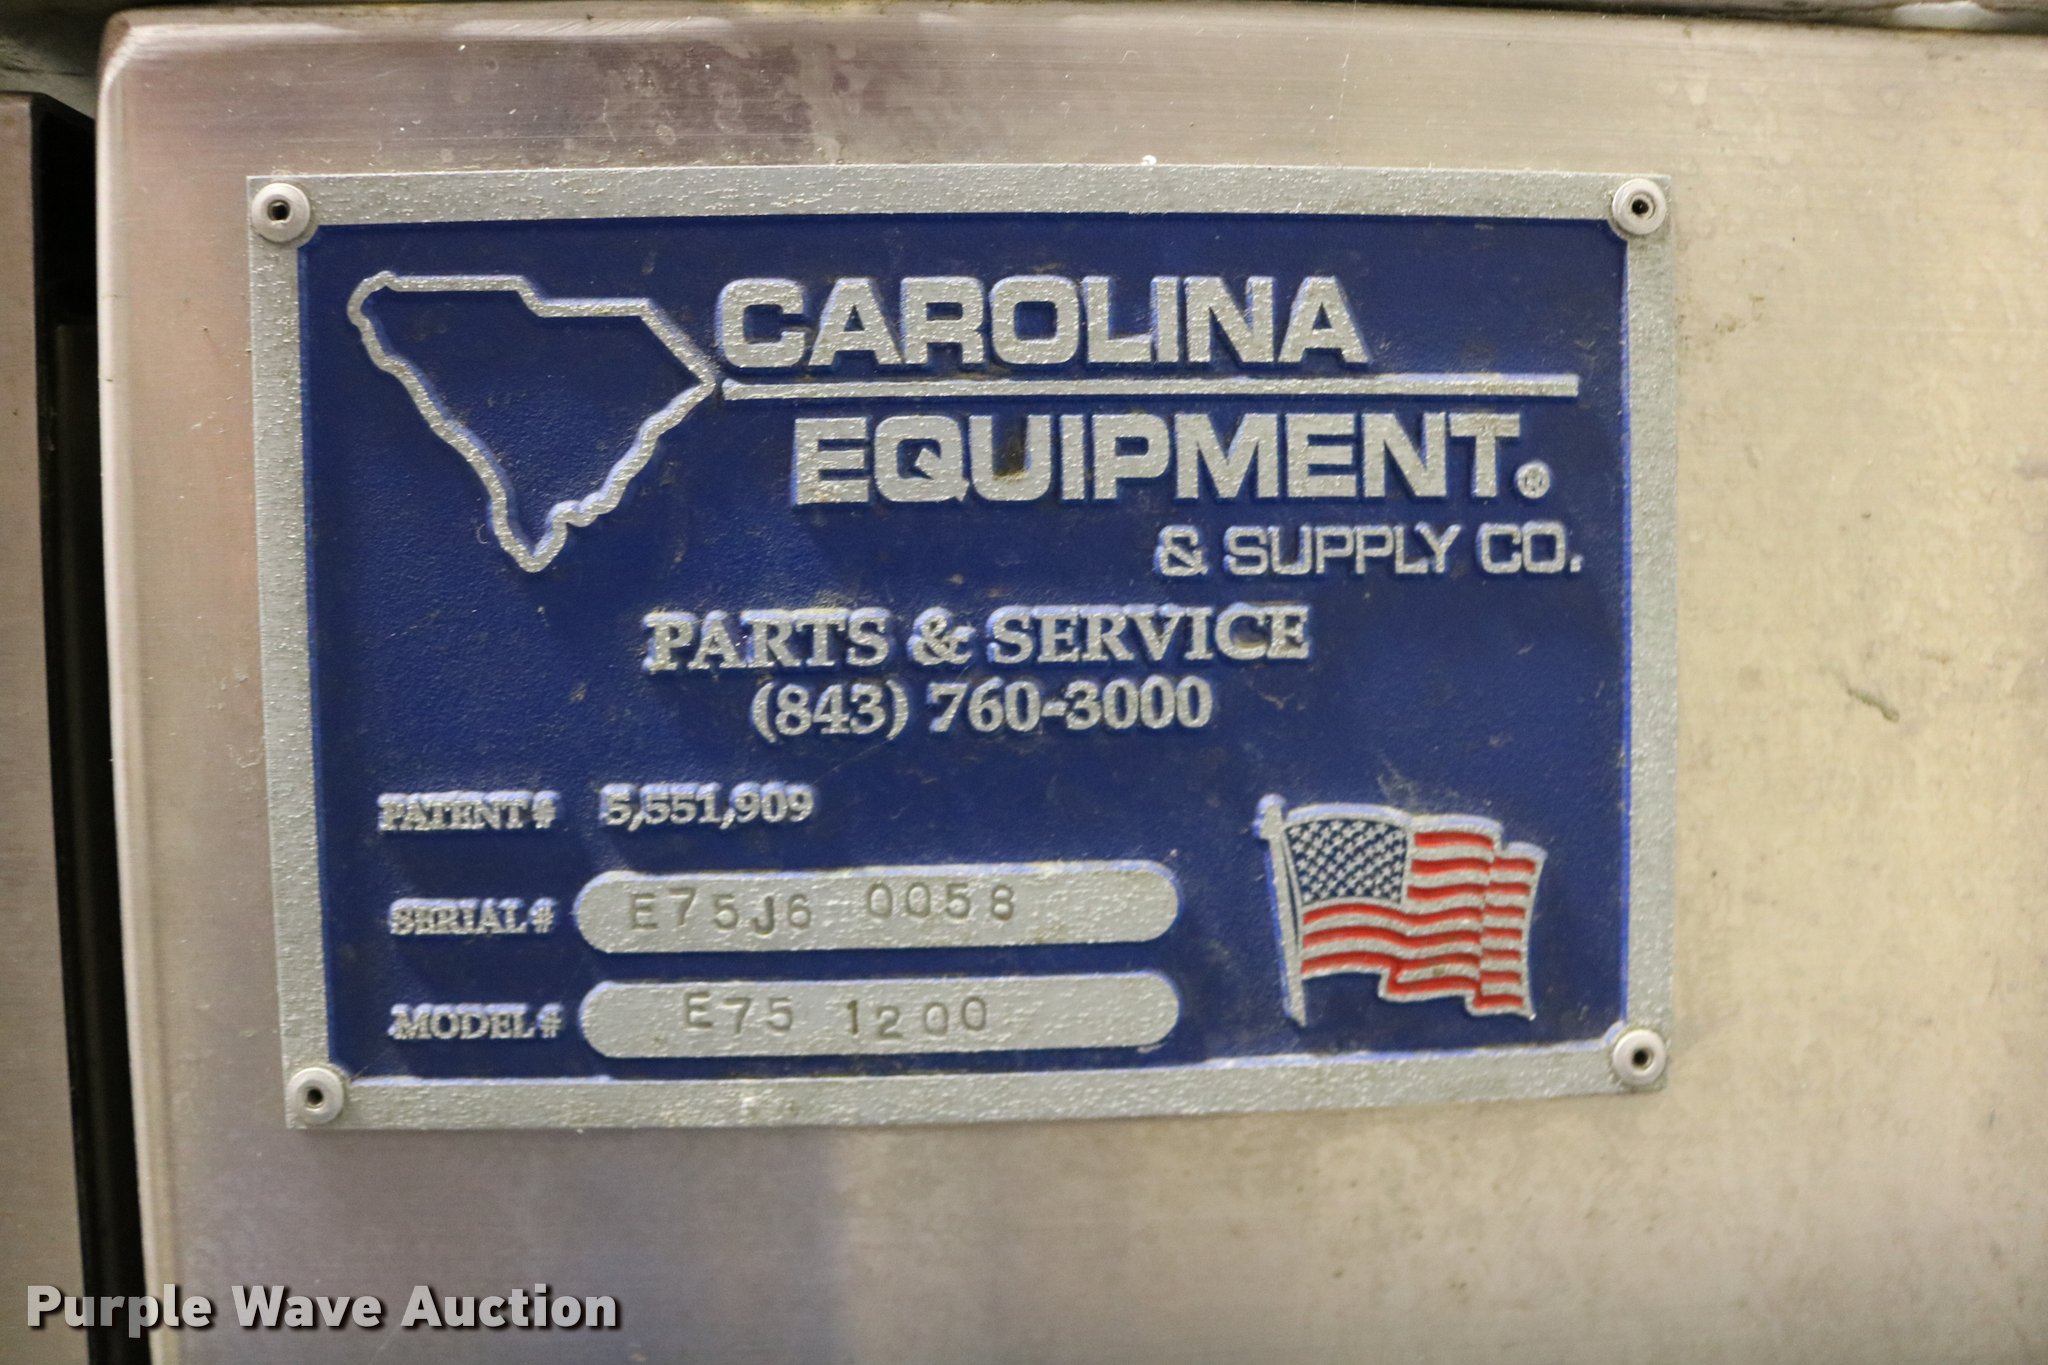 CAROLINA
EQUIPMENT.®
& SUPPLY CO.
PARTS & SERVICE
(843) 760-3000
PATENT # 5,551,909
SERIAL # E75J6 0058
MODEL # E75 1200
Purple Wave Auction